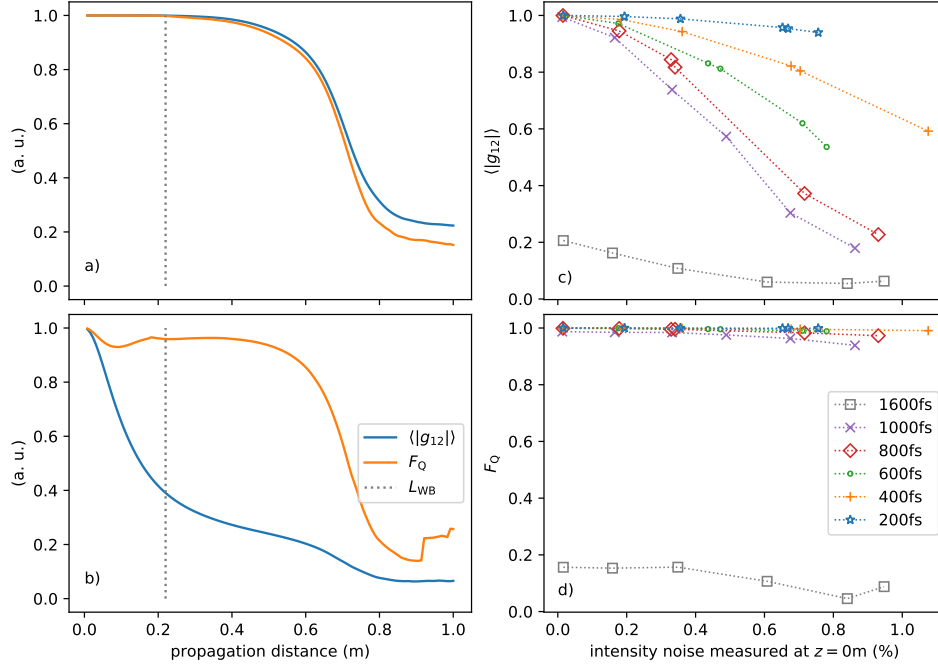 1.0
0.8
0.6
0.4
0.2
0.0
(a. u.)
a)
1.0
0.8
0.6
0.4
0.2
0.0
(a. u.)
b)
⟨|g₁₂|⟩
F_Q
L_WB
0.0 0.2 0.4 0.6 0.8 1.0
propagation distance (m)
1.0
0.8
0.6
0.4
0.2
0.0
⟨|g₁₂|⟩
c)
1.0
0.8
0.6
0.4
0.2
0.0
F_Q
d)
1600fs
1000fs
800fs
600fs
400fs
200fs
0.0 0.2 0.4 0.6 0.8 1.0
intensity noise measured at z = 0m (%)